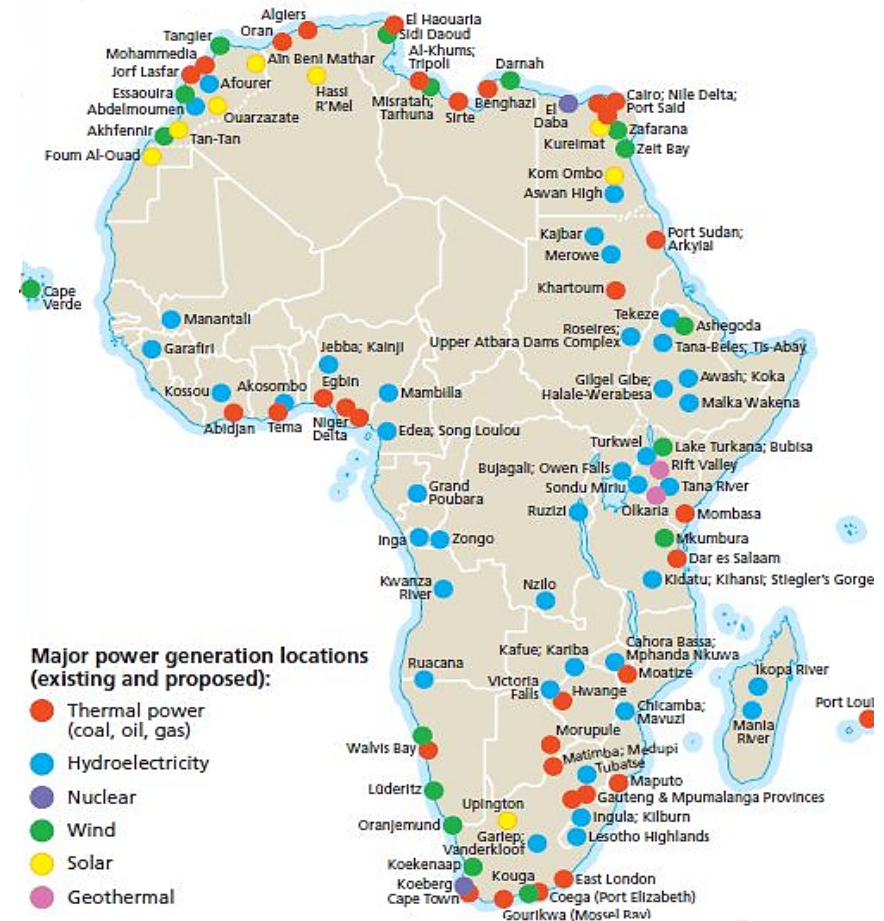 Algiers
Oran
El Haouaria
Sidi Daoud
Tangier
Al-Khums;
Tripoli
Mohammedia
Aïn Beni Mathar
Darnah
Jorf Lasfar
Afourer
Hassi
R'Mel
Essaouira
Misratah;
Tarhuna
Sirte
Benghazi
El
Daba
Cairo; Nile Delta;
Port Said
Abdelmoumen
Ouarzazate
Akhfennir
Tan-Tan
Zafarana
Kureimat
Zeit Bay
Foum Al-Ouad
Kom Ombo
Aswan High
Kajbar
Port Sudan;
Arkyiai
Merowe
Cape
Verde
Khartoum
Manantali
Tekeze
Ashegoda
Roseires;
Upper Atbara Dams Complex
Tana-Beles; Tis-Abay
Garafiri
Jebba; Kainji
Kossou
Akosombo
Egbin
Mambilla
Gilgel Gibe;
Halale-Werabesa
Awash; Koka
Malka Wakena
Abidjan
Tema
Niger
Delta
Edea; Song Loulou
Turkwel
Lake Turkana; Bubisa
Bujagali; Owen Falls
Rift Valley
Grand
Poubara
Sondu Miriu
Tana River
Ruzizi
Olkaria
Mombasa
Inga
Zongo
Mkumbura
Dar es Salaam
Kwanza
River
Nzilo
Kidatu; Kihansi; Stiegler's Gorge
Major power generation locations
(existing and proposed):
Thermal power
(coal, oil, gas)
Hydroelectricity
Nuclear
Wind
Solar
Geothermal
Kafue; Kariba
Cahora Bassa;
Mphanda Nkuwa
Ruacana
Moatize
Ikopa River
Victoria
Falls
Hwange
Chicamba;
Mavuzi
Mania
River
Port Loui
Walvis Bay
Morupule
Matimba; Medupi
Tubatse
Maputo
Lüderitz
Gauteng & Mpumalanga Provinces
Upington
Oranjemund
Ingula; Kilburn
Gariep;
Vanderkloof
Lesotho Highlands
Koekenaap
Koeberg
Kouga
East London
Cape Town
Coega (Port Elizabeth)
Gourikwa (Mossel Bay)